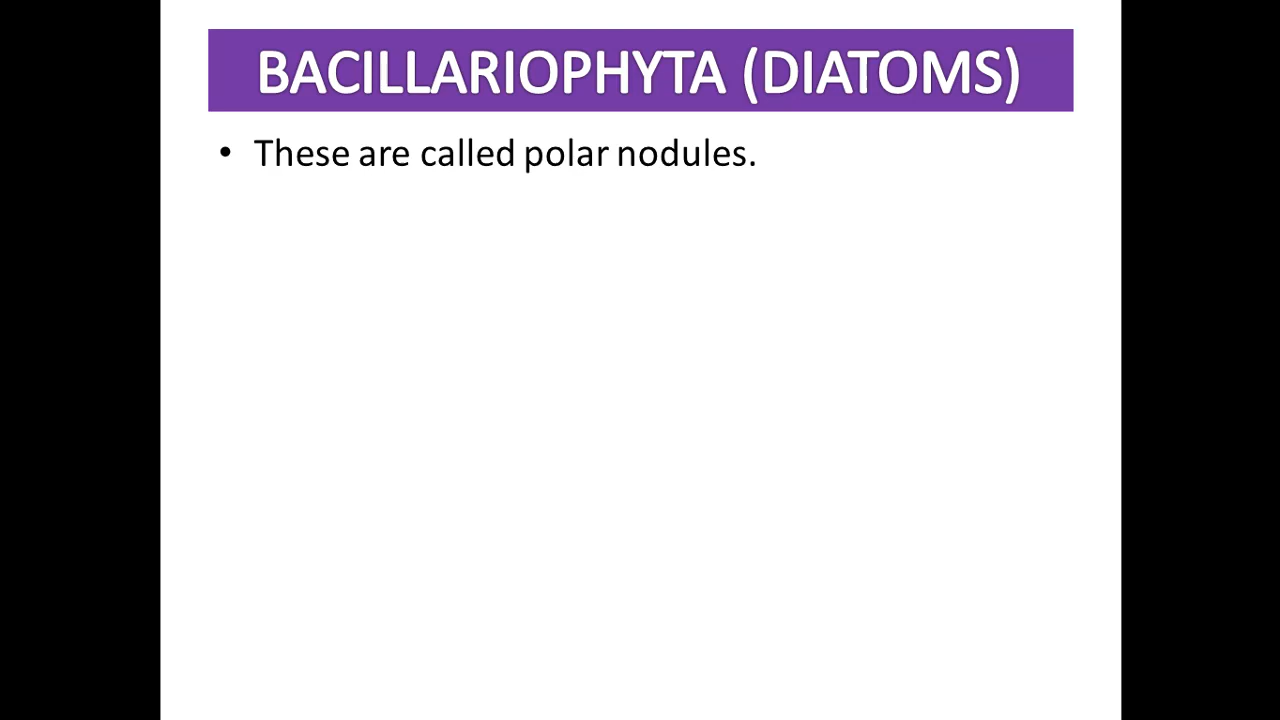 BACILLARIOPHYTA (DIATOMS)
• These are called polar nodules.